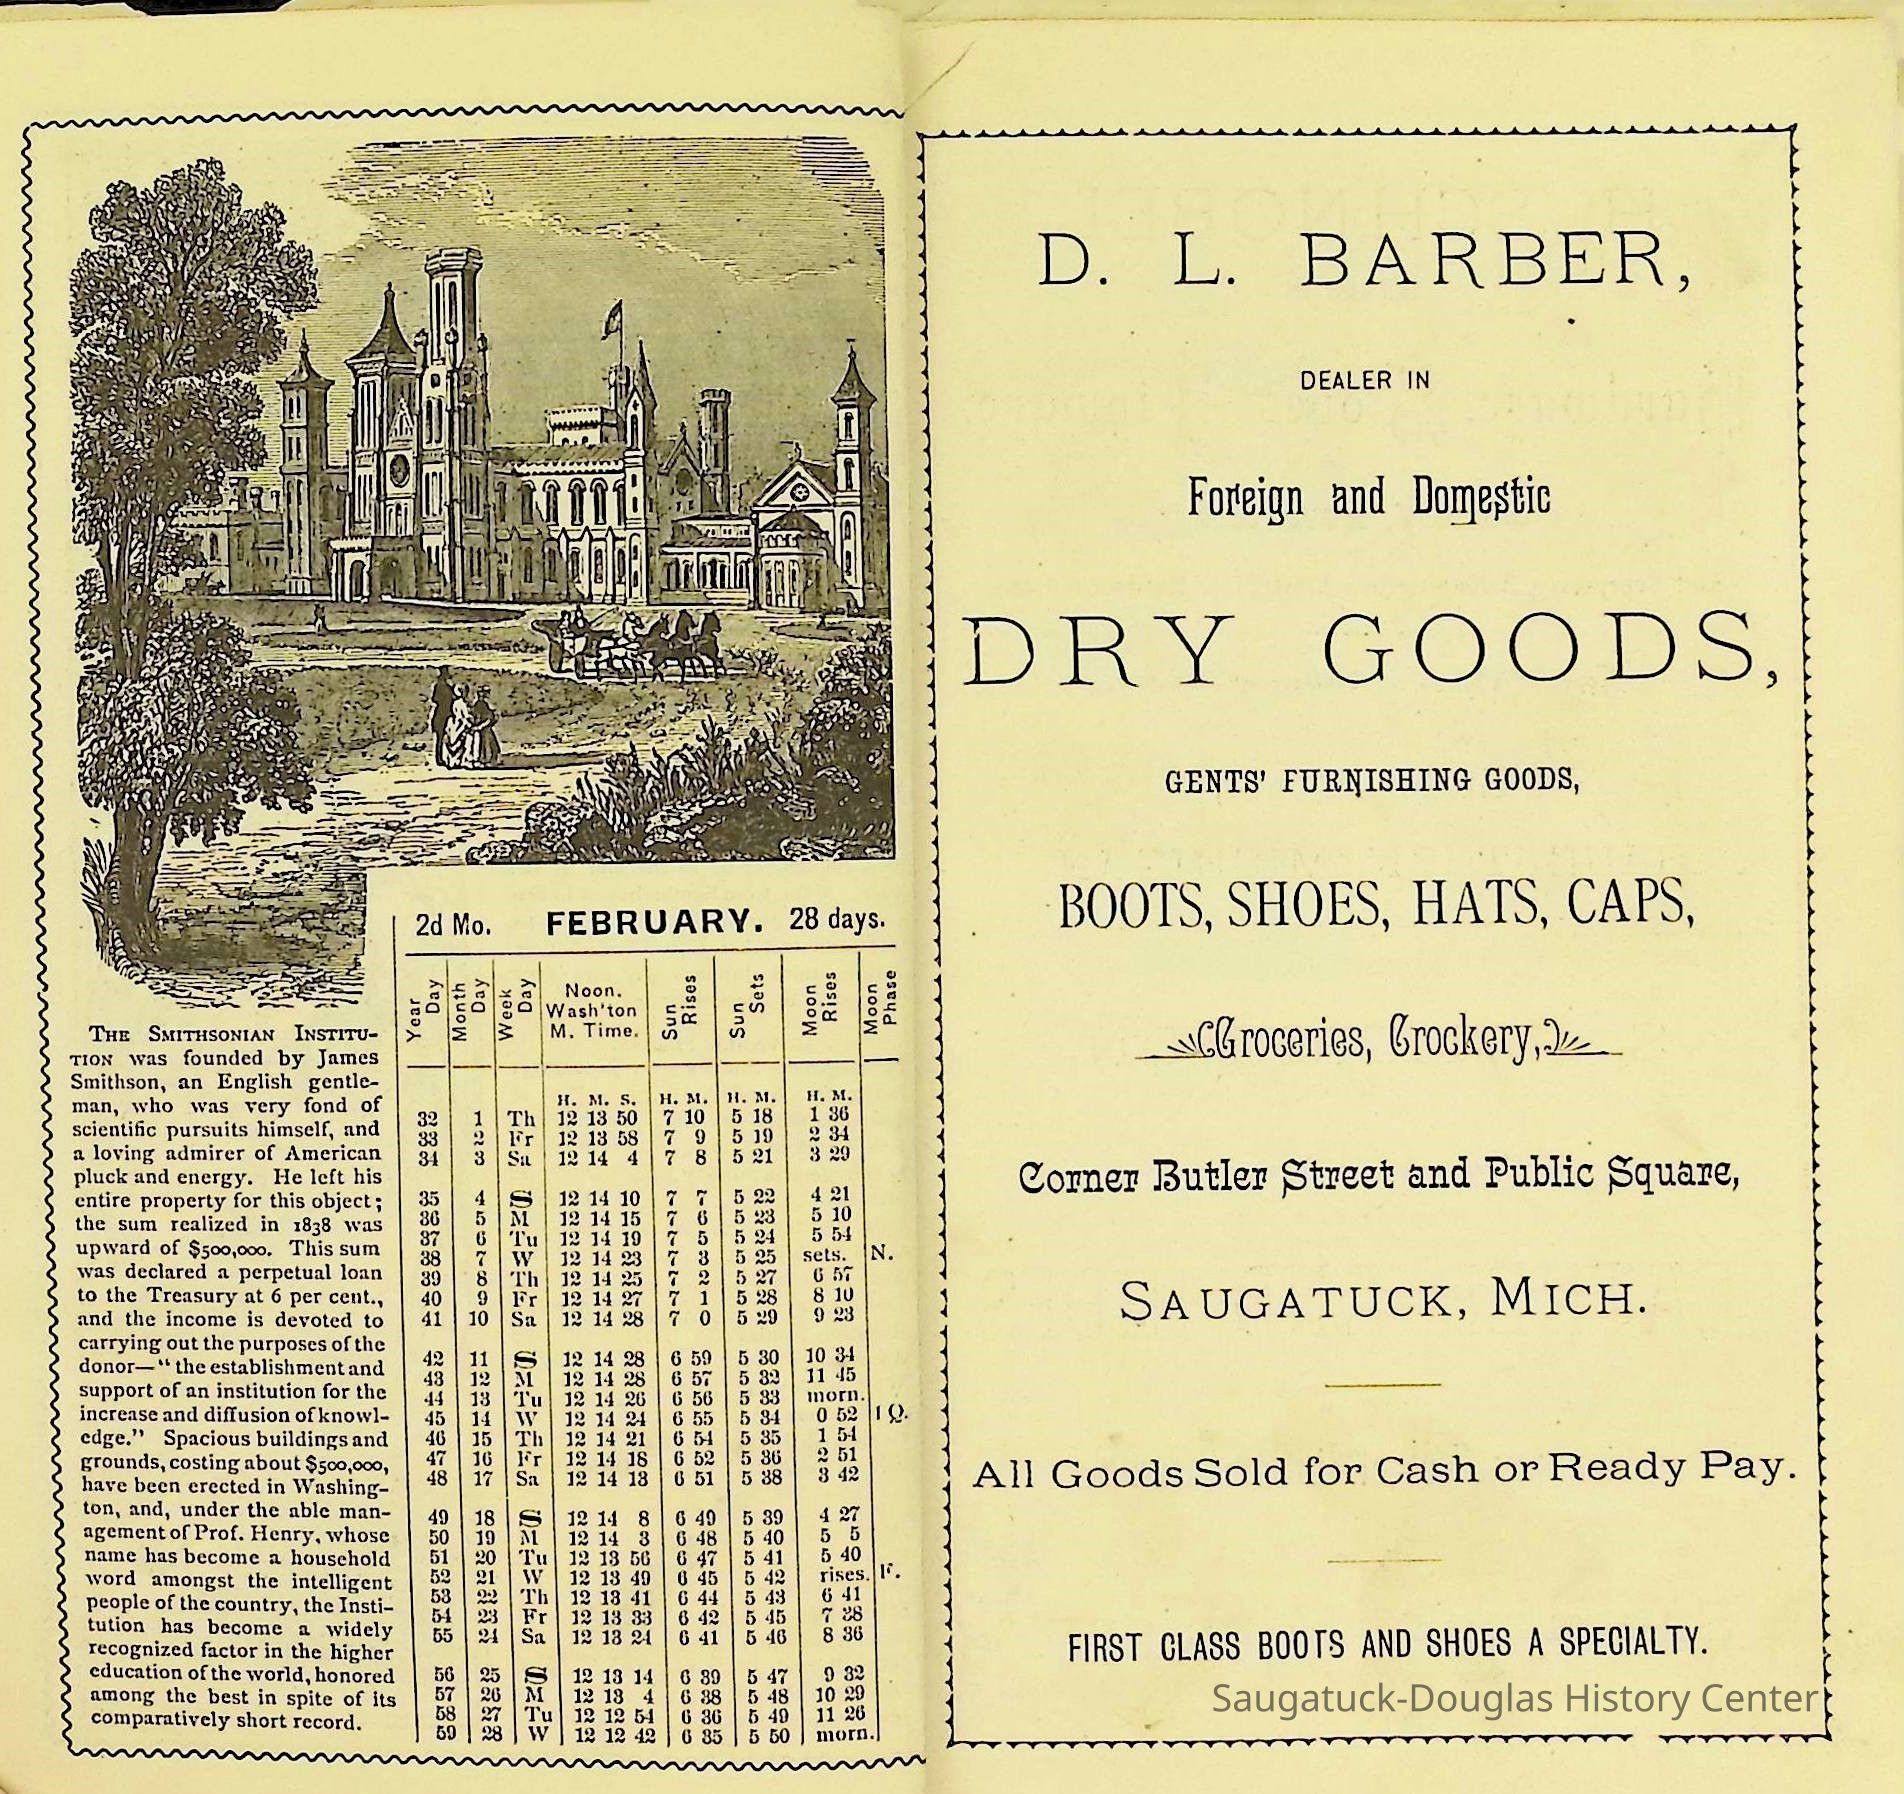 2d Mo. FEBRUARY. 28 days.
Year Day Month Day Week Day Noon. Wash'ton M. Time. Sun Rises Sun Sets Moon Rises Moon Phase
H. M. S. H. M. H. M. H. M.
32 1 Th 12 13 50 7 10 5 18 1 36
33 2 Fr 12 13 58 7 9 5 19 2 34
34 3 Sa 12 14 4 7 8 5 21 3 29
35 4 S 12 14 10 7 7 5 22 4 21
36 5 M 12 14 15 7 6 5 23 5 10
37 6 Tu 12 14 19 7 5 5 24 5 54
38 7 W 12 14 23 7 3 5 25 sets. N.
39 8 Th 12 14 25 7 2 5 27 6 57
40 9 Fr 12 14 27 7 1 5 28 8 10
41 10 Sa 12 14 28 7 0 5 29 9 23
42 11 S 12 14 28 6 59 5 30 10 34
43 12 M 12 14 28 6 57 5 32 11 45
44 13 Tu 12 14 26 6 56 5 33 morn.
45 14 W 12 14 24 6 55 5 34 0 52 1 Q.
46 15 Th 12 14 21 6 54 5 35 1 54
47 16 Fr 12 14 18 6 52 5 36 2 51
48 17 Sa 12 14 13 6 51 5 38 3 42
49 18 S 12 14 8 6 49 5 39 4 27
50 19 M 12 14 3 6 48 5 40 5 5
51 20 Tu 12 13 56 6 47 5 41 5 40
52 21 W 12 13 49 6 45 5 42 rises. F.
53 22 Th 12 13 41 6 44 5 43 6 41
54 23 Fr 12 13 33 6 42 5 45 7 38
55 24 Sa 12 13 24 6 41 5 46 8 36
56 25 S 12 13 14 6 39 5 47 9 32
57 26 M 12 13 4 6 38 5 48 10 29
58 27 Tu 12 12 54 6 36 5 49 11 26
59 28 W 12 12 42 6 35 5 50 morn.
THE SMITHSONIAN INSTITU-
TION was founded by James
Smithson, an English gentle-
man, who was very fond of
scientific pursuits himself, and
a loving admirer of American
pluck and energy. He left his
entire property for this object;
the sum realized in 1838 was
upward of $500,000. This sum
was declared a perpetual loan
to the Treasury at 6 per cent.,
and the income is devoted to
carrying out the purposes of the
donor—"the establishment and
support of an institution for the
increase and diffusion of knowl-
edge." Spacious buildings and
grounds, costing about $500,000,
have been erected in Washing-
ton, and, under the able man-
agement of Prof. Henry, whose
name has become a household
word amongst the intelligent
people of the country, the Insti-
tution has become a widely
recognized factor in the higher
education of the world, honored
among the best in spite of its
comparatively short record.
D. L. BARBER,
DEALER IN
Foreign and Domestic
DRY GOODS,
GENTS' FURNISHING GOODS,
BOOTS, SHOES, HATS, CAPS,
Groceries, Crockery,
Corner Butler Street and Public Square,
SAUGATUCK, MICH.
All Goods Sold for Cash or Ready Pay.
FIRST CLASS BOOTS AND SHOES A SPECIALTY.
Saugatuck-Douglas History Center